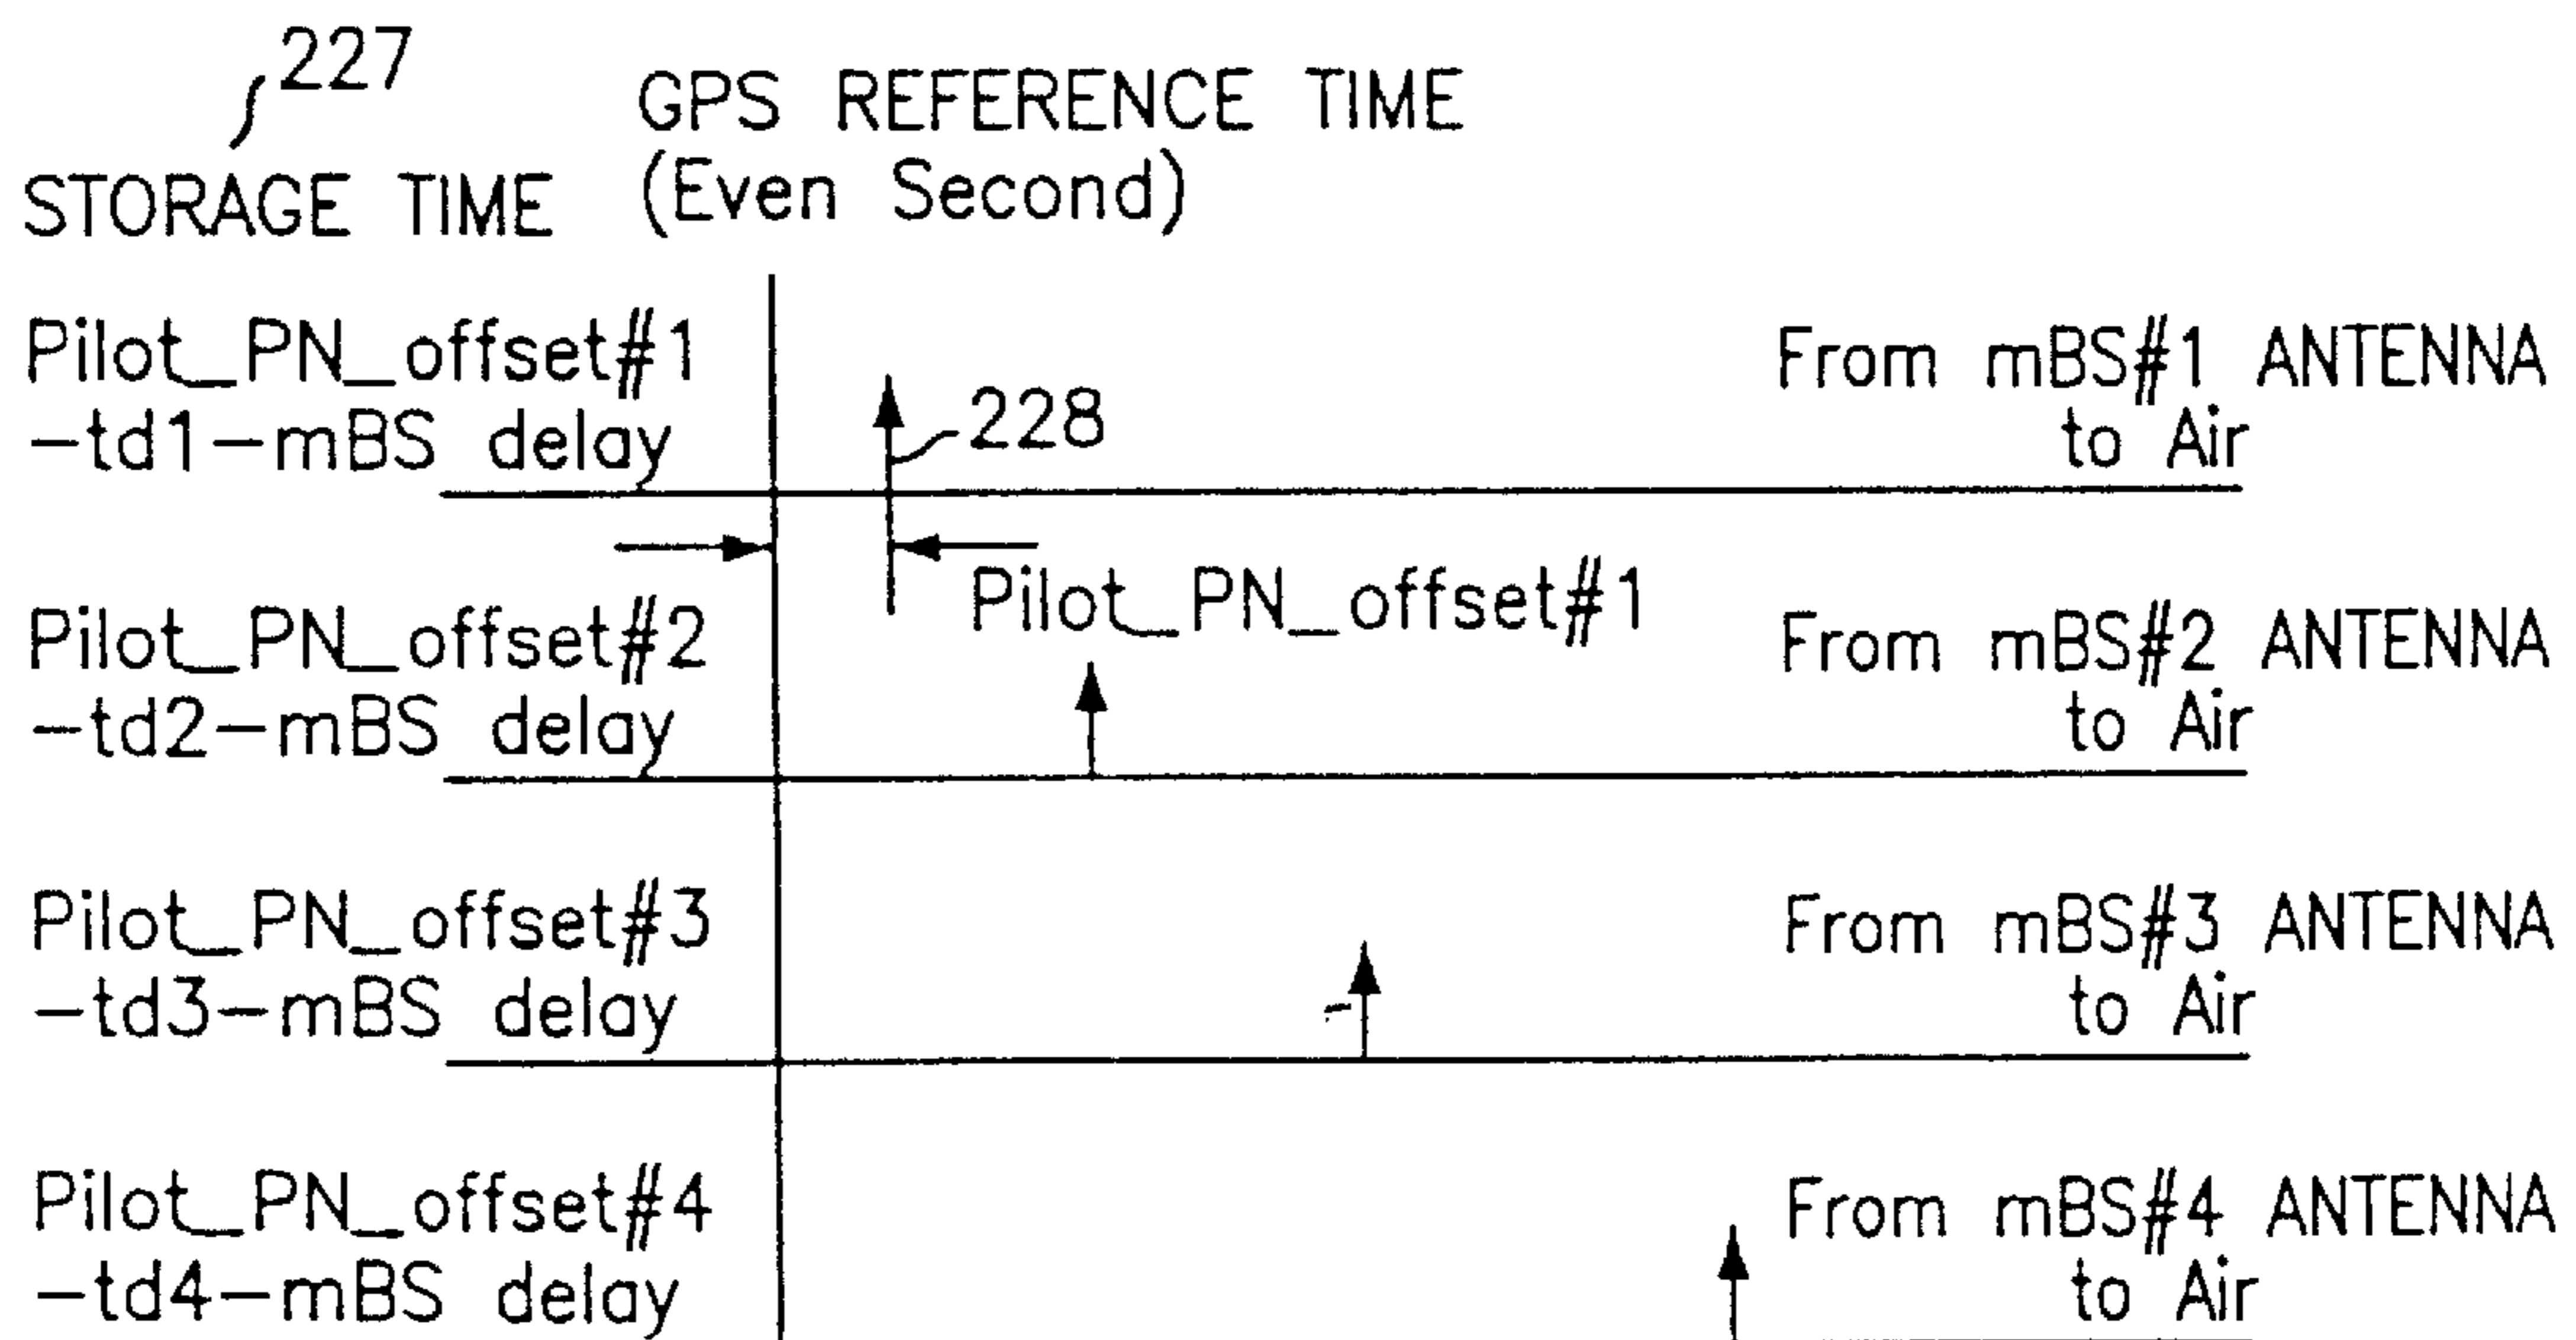 227
GPS REFERENCE TIME
STORAGE TIME (Even Second)
Pilot_PN_offset#1
-td1-mBS delay
228
From mBS#1 ANTENNA
to Air
Pilot_PN_offset#1
Pilot_PN_offset#2
-td2-mBS delay
From mBS#2 ANTENNA
to Air
Pilot_PN_offset#3
-td3-mBS delay
From mBS#3 ANTENNA
to Air
Pilot_PN_offset#4
-td4-mBS delay
From mBS#4 ANTENNA
to Air